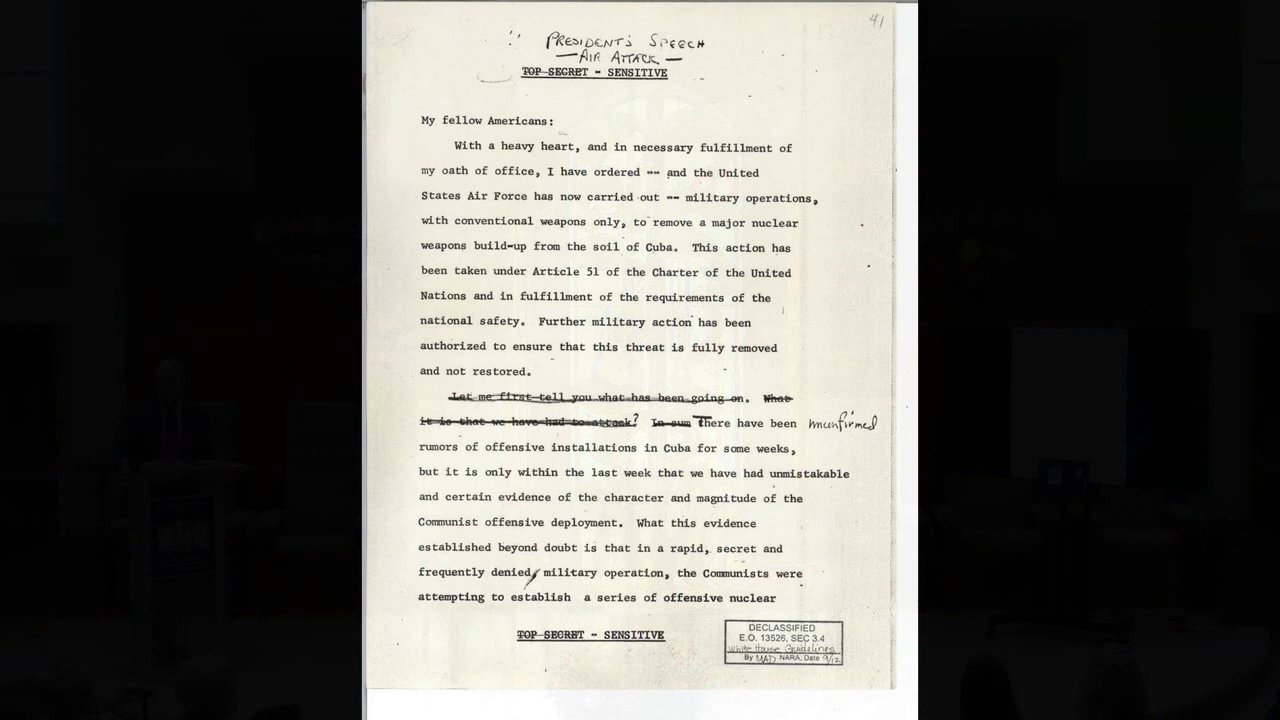 41
PRESIDENT'S SPEECH
— AIR ATTACK —
TOP SECRET - SENSITIVE
My fellow Americans:
With a heavy heart, and in necessary fulfillment of
my oath of office, I have ordered -- and the United
States Air Force has now carried out -- military operations,
with conventional weapons only, to remove a major nuclear
weapons build-up from the soil of Cuba. This action has
been taken under Article 51 of the Charter of the United
Nations and in fulfillment of the requirements of the
national safety. Further military action has been
authorized to ensure that this threat is fully removed
and not restored.
Let me first tell you what has been going on. What
it is that we have had to attack? In sum There have been unconfirmed
rumors of offensive installations in Cuba for some weeks,
but it is only within the last week that we have had unmistakable
and certain evidence of the character and magnitude of the
Communist offensive deployment. What this evidence
established beyond doubt is that in a rapid, secret and
frequently denied, military operation, the Communists were
attempting to establish a series of offensive nuclear
TOP SECRET - SENSITIVE
DECLASSIFIED
E.O. 13526, SEC 3.4
White House Guidelines
By MAD NARA, Date 9/12